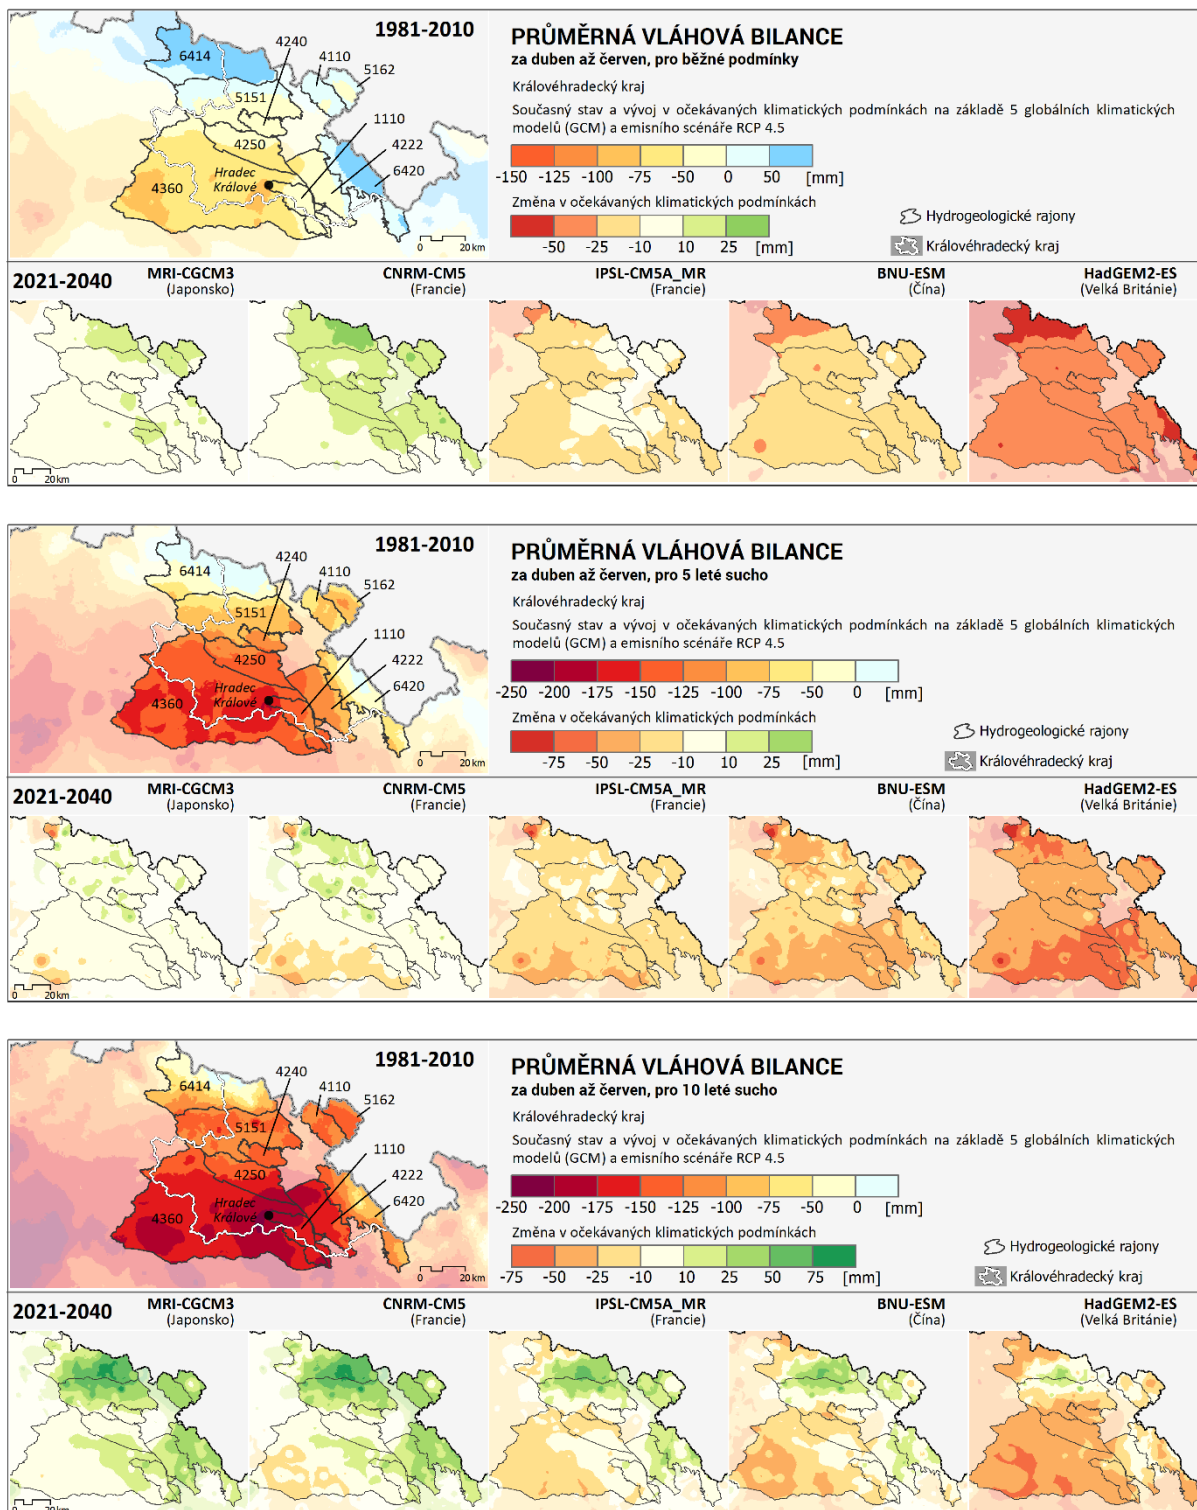 1981-2010
6414
4240
4110
5162
5151
1110
4250
4222
Hradec
Králové
6420
4360
0 20 km
PRŮMĚRNÁ VLÁHOVÁ BILANCE
za duben až červen, pro běžné podmínky
Královéhradecký kraj
Současný stav a vývoj v očekávaných klimatických podmínkách na základě 5 globálních klimatických
modelů (GCM) a emisního scénáře RCP 4.5
-150 -125 -100 -75 -50 0 50 [mm]
Změna v očekávaných klimatických podmínkách
-50 -25 -10 10 25 [mm]
Hydrogeologické rajony
Královéhradecký kraj
2021-2040
MRI-CGCM3
(Japonsko)
CNRM-CM5
(Francie)
IPSL-CM5A_MR
(Francie)
BNU-ESM
(Čína)
HadGEM2-ES
(Velká Británie)
0 20 km
1981-2010
6414
4240
4110
5162
5151
1110
4250
4222
Hradec
Králové
6420
4360
0 20 km
PRŮMĚRNÁ VLÁHOVÁ BILANCE
za duben až červen, pro 5 leté sucho
Královéhradecký kraj
Současný stav a vývoj v očekávaných klimatických podmínkách na základě 5 globálních klimatických
modelů (GCM) a emisního scénáře RCP 4.5
-250 -200 -175 -150 -125 -100 -75 -50 0 [mm]
Změna v očekávaných klimatických podmínkách
-75 -50 -25 -10 10 25 [mm]
Hydrogeologické rajony
Královéhradecký kraj
2021-2040
MRI-CGCM3
(Japonsko)
CNRM-CM5
(Francie)
IPSL-CM5A_MR
(Francie)
BNU-ESM
(Čína)
HadGEM2-ES
(Velká Británie)
0 20 km
1981-2010
6414
4240
4110
5162
5151
1110
4250
4222
Hradec
Králové
6420
4360
0 20 km
PRŮMĚRNÁ VLÁHOVÁ BILANCE
za duben až červen, pro 10 leté sucho
Královéhradecký kraj
Současný stav a vývoj v očekávaných klimatických podmínkách na základě 5 globálních klimatických
modelů (GCM) a emisního scénáře RCP 4.5
-250 -200 -175 -150 -125 -100 -75 -50 0 [mm]
Změna v očekávaných klimatických podmínkách
-75 -50 -25 -10 10 25 50 75 [mm]
Hydrogeologické rajony
Královéhradecký kraj
2021-2040
MRI-CGCM3
(Japonsko)
CNRM-CM5
(Francie)
IPSL-CM5A_MR
(Francie)
BNU-ESM
(Čína)
HadGEM2-ES
(Velká Británie)
0 20 km